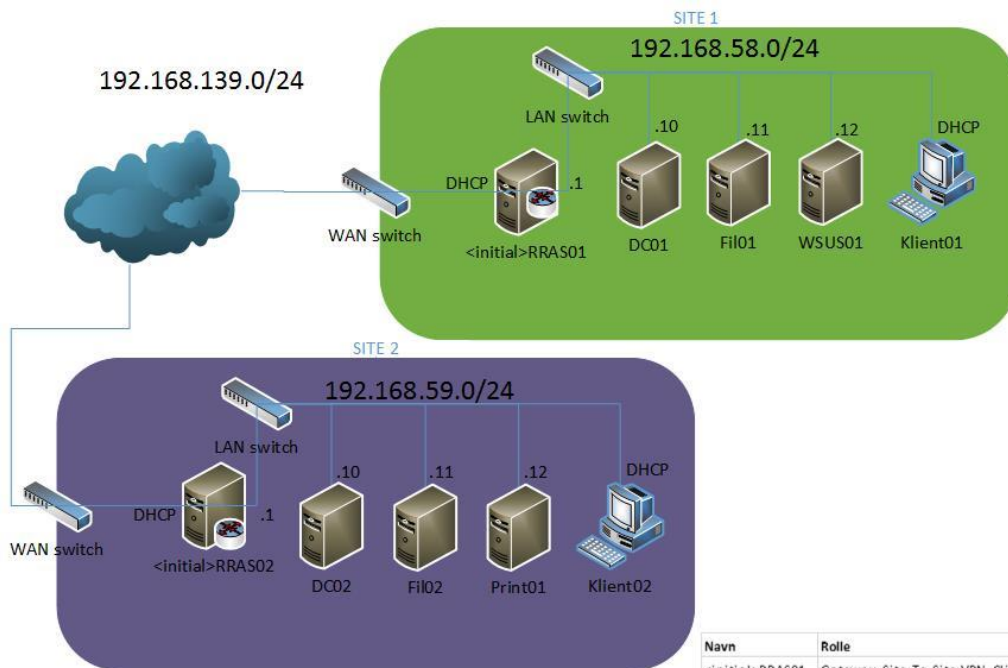 SITE 1
192.168.58.0/24
192.168.139.0/24
LAN switch
.10
.11
.12
DHCP
DHCP
.1
WAN switch
<initial>RRAS01
DC01
Fil01
WSUS01
Klient01
SITE 2
192.168.59.0/24
LAN switch
.10
.11
.12
DHCP
DHCP
.1
WAN switch
<initial>RRAS02
DC02
Fil02
Print01
Klient02
Navn
Rolle